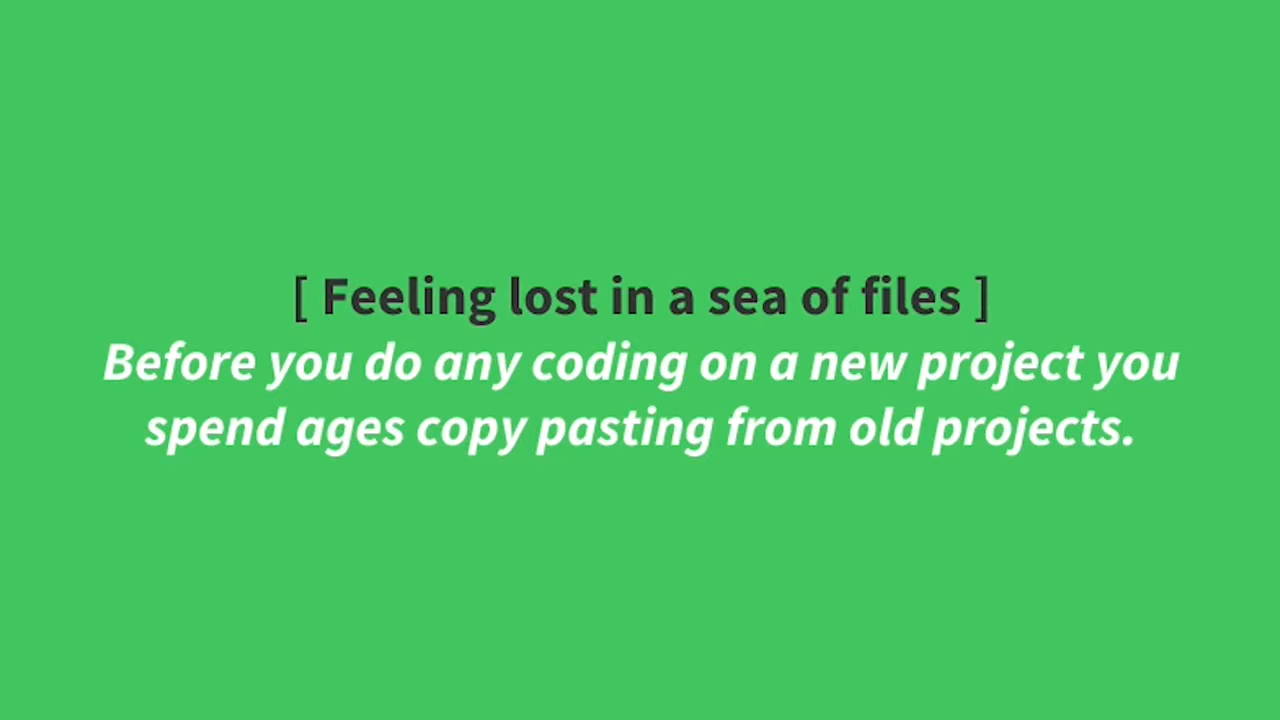 [ Feeling lost in a sea of files ]
Before you do any coding on a new project you
spend ages copy pasting from old projects.